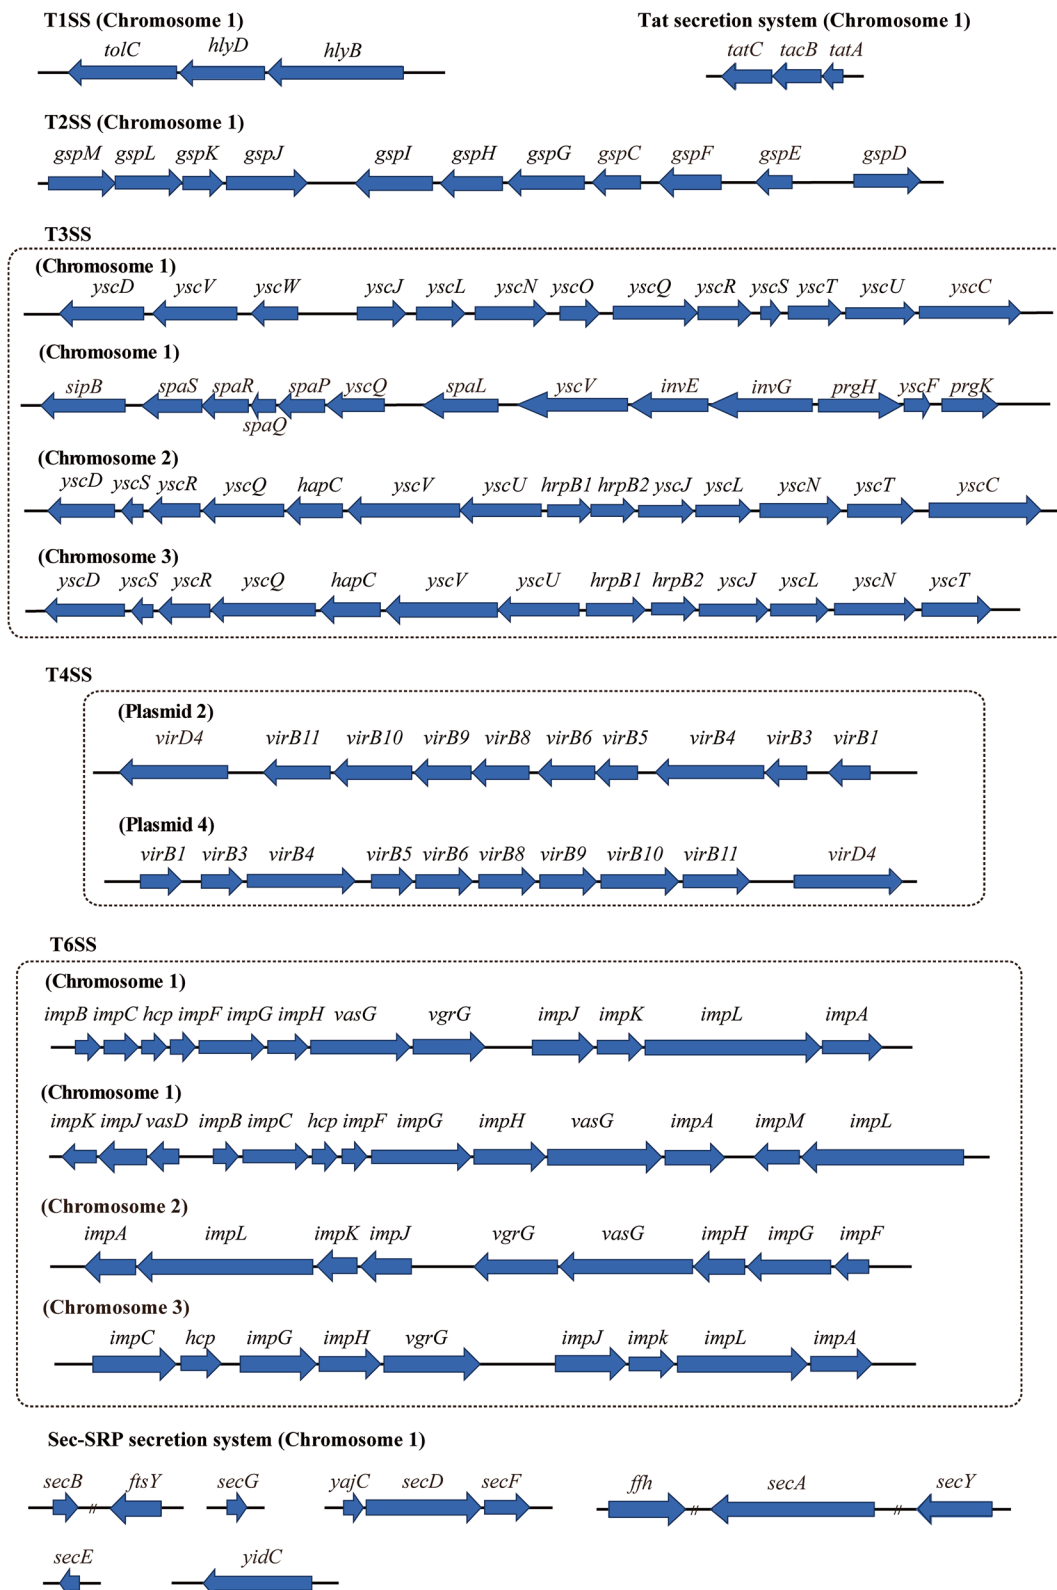 T1SS (Chromosome 1) Tat secretion system (Chromosome 1)
tolC hlyD hlyB tatC tacB tatA
T2SS (Chromosome 1)
gspM gspL gspK gspJ gspI gspH gspG gspC gspF gspE gspD
T3SS
(Chromosome 1)
yscD yscV yscW yscJ yscL yscN yscO yscQ yscR yscS yscT yscU yscC
(Chromosome 1)
sipB spaS spaR spaP yscQ spaL yscV invE invG prgH yscF prgK
spaQ
(Chromosome 2)
yscD yscS yscR yscQ hapC yscV yscU hrpB1 hrpB2 yscJ yscL yscN yscT yscC
(Chromosome 3)
yscD yscS yscR yscQ hapC yscV yscU hrpB1 hrpB2 yscJ yscL yscN yscT
T4SS
(Plasmid 2)
virD4 virB11 virB10 virB9 virB8 virB6 virB5 virB4 virB3 virB1
(Plasmid 4)
virB1 virB3 virB4 virB5 virB6 virB8 virB9 virB10 virB11 virD4
T6SS
(Chromosome 1)
impB impC hcp impF impG impH vasG vgrG impJ impK impL impA
(Chromosome 1)
impK impJ vasD impB impC hcp impF impG impH vasG impA impM impL
(Chromosome 2)
impA impL impK impJ vgrG vasG impH impG impF
(Chromosome 3)
impC hcp impG impH vgrG impJ impk impL impA
Sec-SRP secretion system (Chromosome 1)
secB ftsY secG yajC secD secF ffh secA secY
// // //
secE yidC